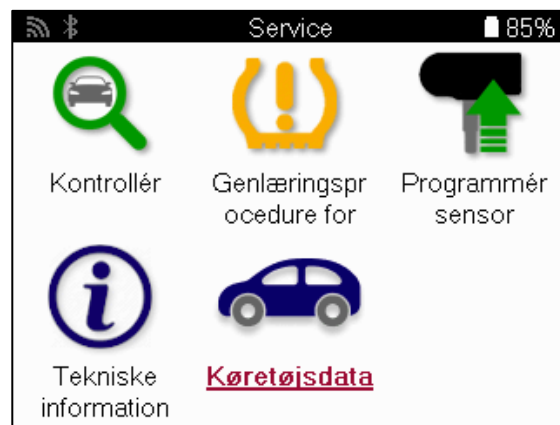 Service
85%
Kontrollér
Genlæringspr
ocedure for
Programmér
sensor
Tekniske
information
Køretøjsdata